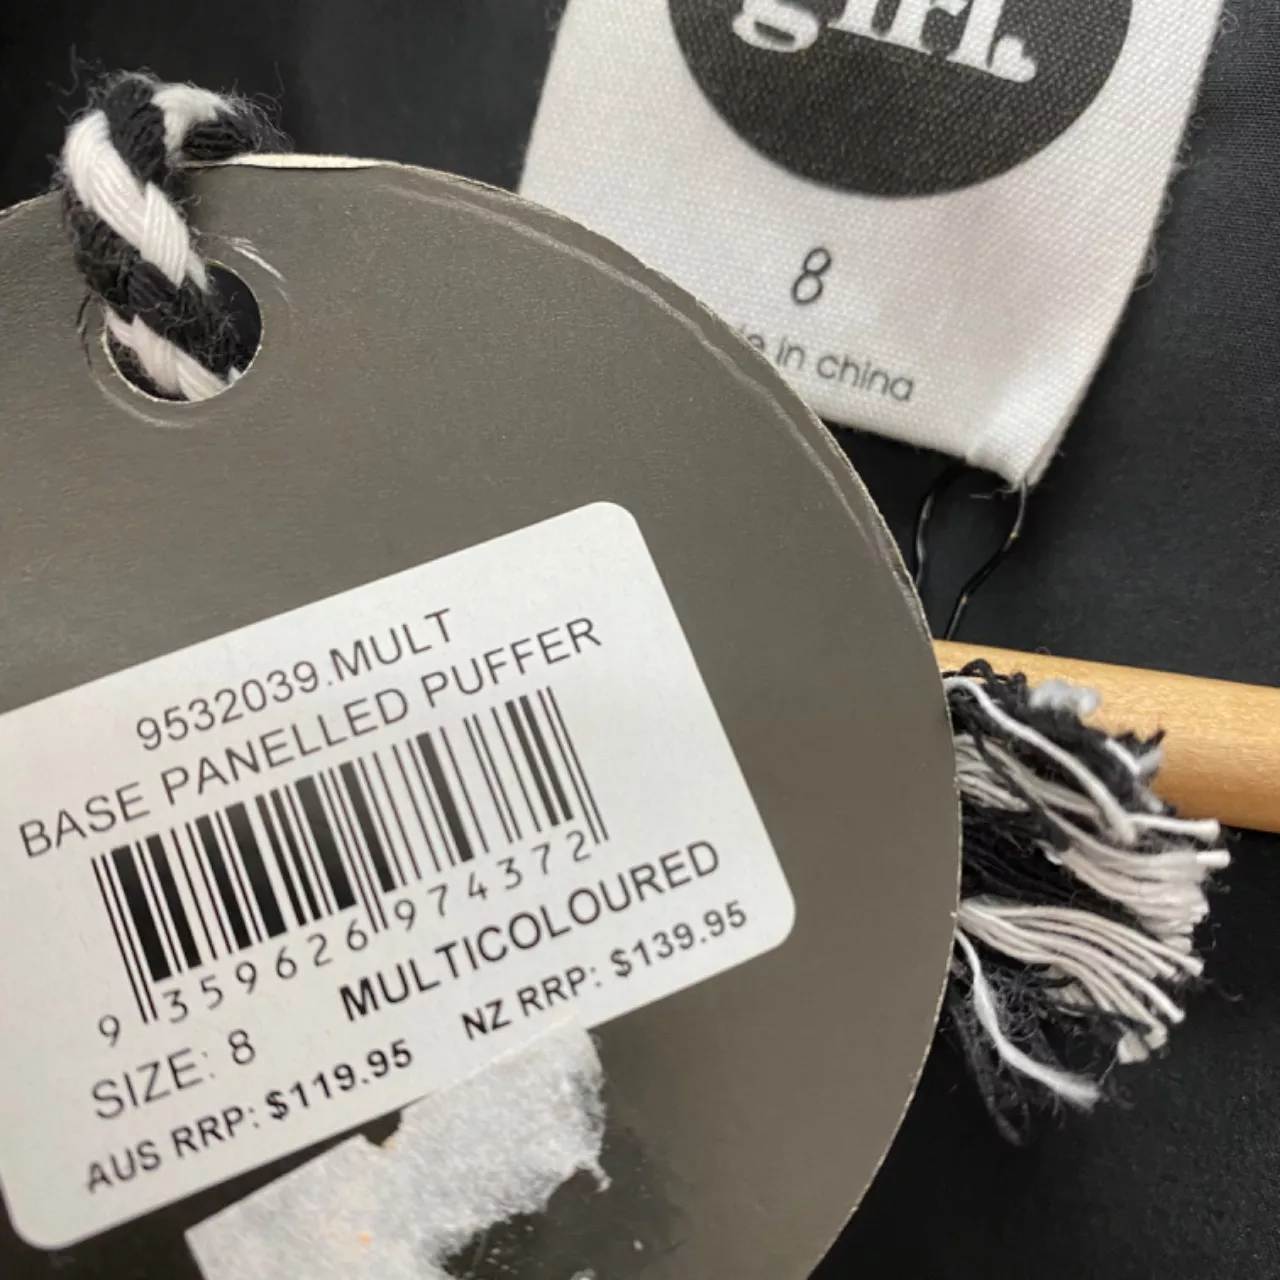 girl.
8
in china
9532039.MULT
BASE PANELLED PUFFER
9 359626 974372
MULTICOLOURED
SIZE: 8
AUS RRP: $119.95 NZ RRP: $139.95